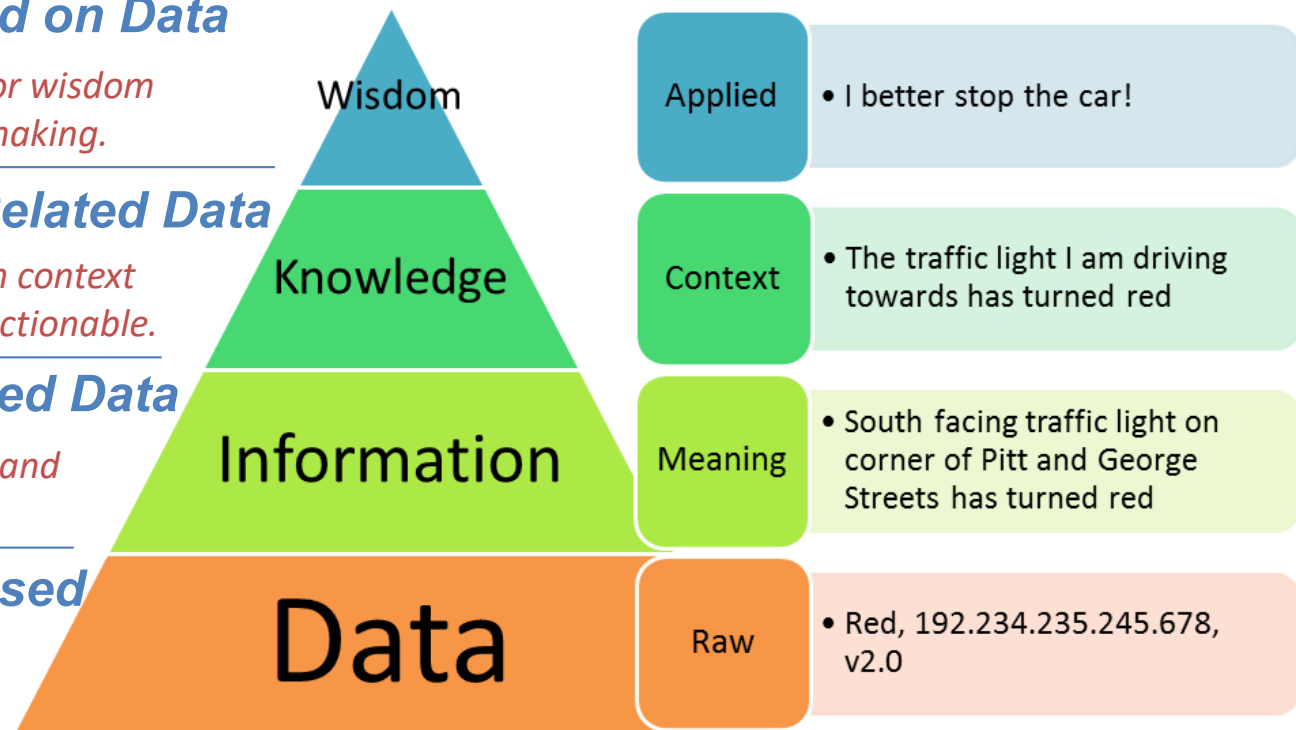 d on Data
or wisdom
naking.
elated Data
n context
ctionable.
ed Data
and
sed
Wisdom
Knowledge
Information
Data
Applied
• I better stop the car!
Context
• The traffic light I am driving
towards has turned red
Meaning
• South facing traffic light on
corner of Pitt and George
Streets has turned red
Raw
• Red, 192.234.235.245.678,
v2.0